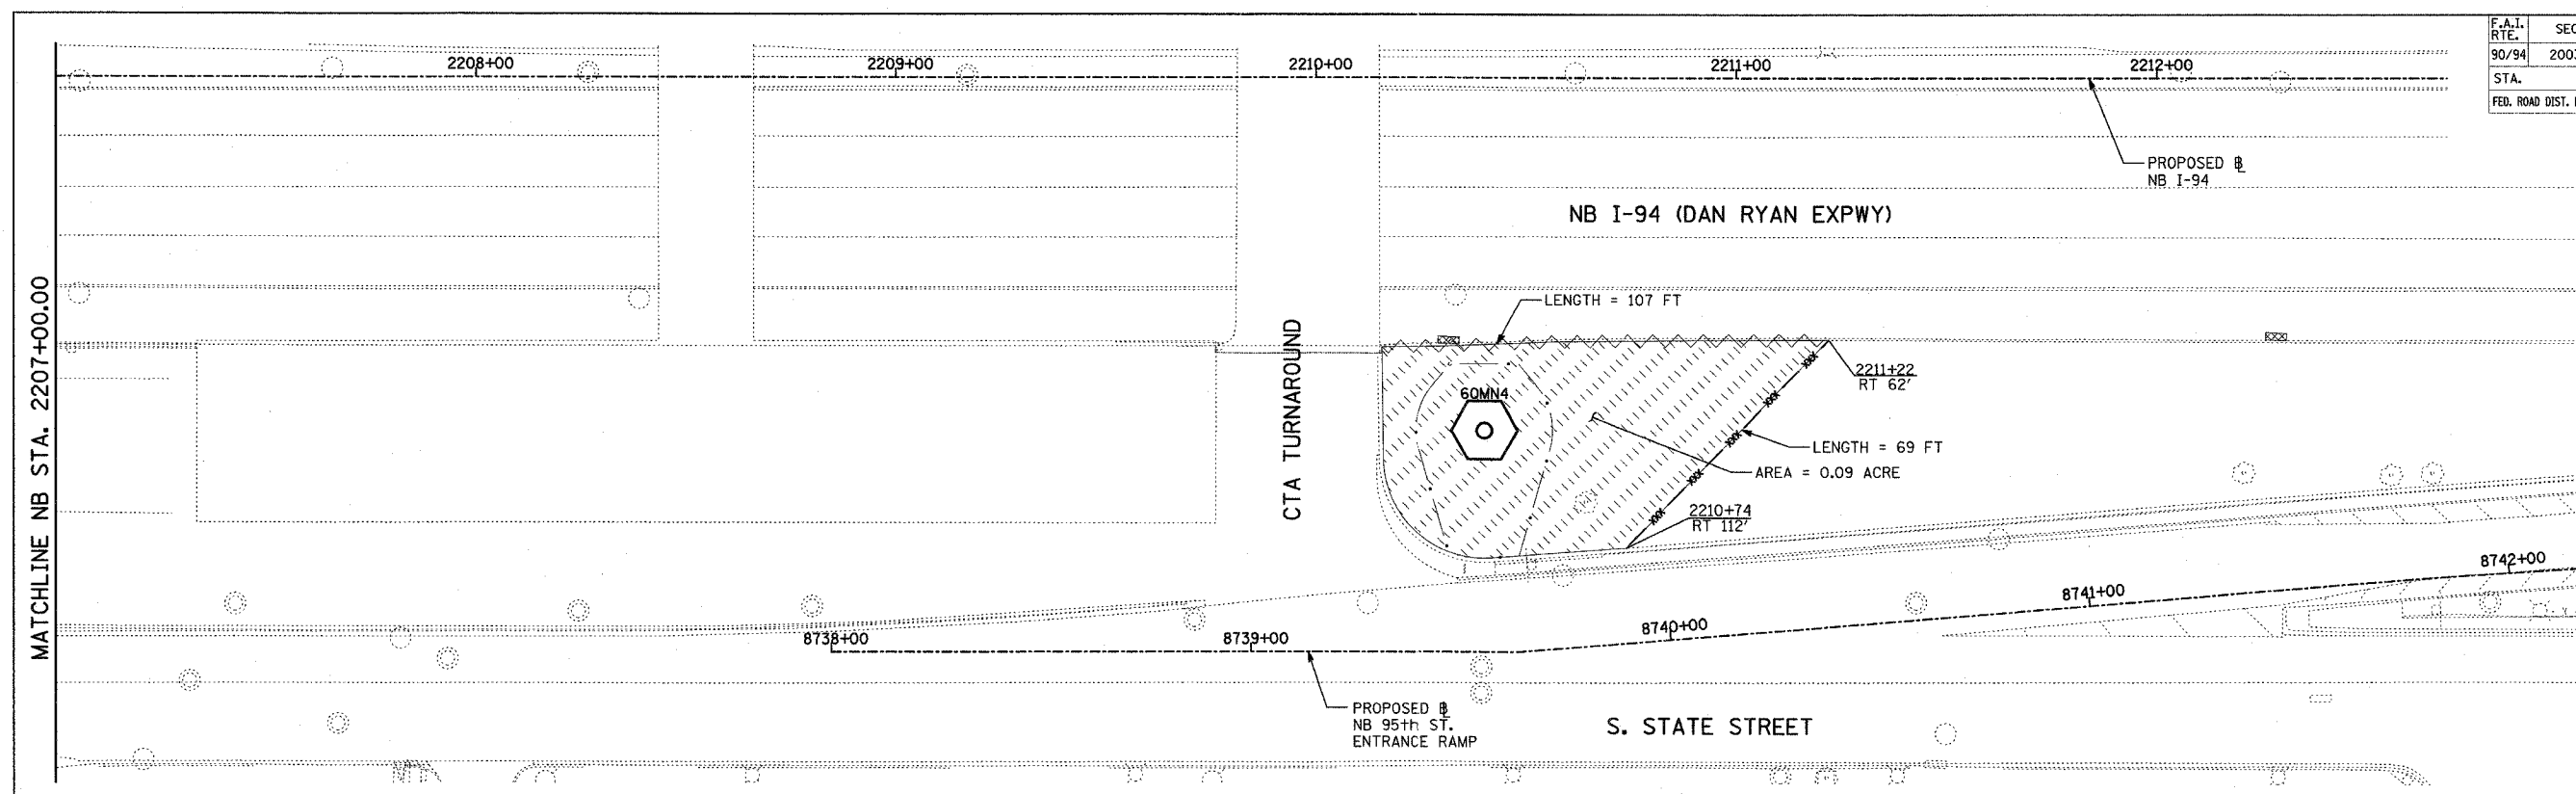 F.A.I.
RTE.
SEC
90/94
200
STA.
FED. ROAD DIST.
2208+00
2209+00
2210+00
2211+00
2212+00
PROPOSED ℄
NB I-94
NB I-94 (DAN RYAN EXPWY)
MATCHLINE NB STA. 2207+00.00
CTA TURNAROUND
LENGTH = 107 FT
6QMN4
2211+22
RT 62'
LENGTH = 69 FT
AREA = 0.09 ACRE
2210+74
RT 112'
8738+00
8739+00
8740+00
8741+00
8742+00
PROPOSED ℄
NB 95th ST.
ENTRANCE RAMP
S. STATE STREET